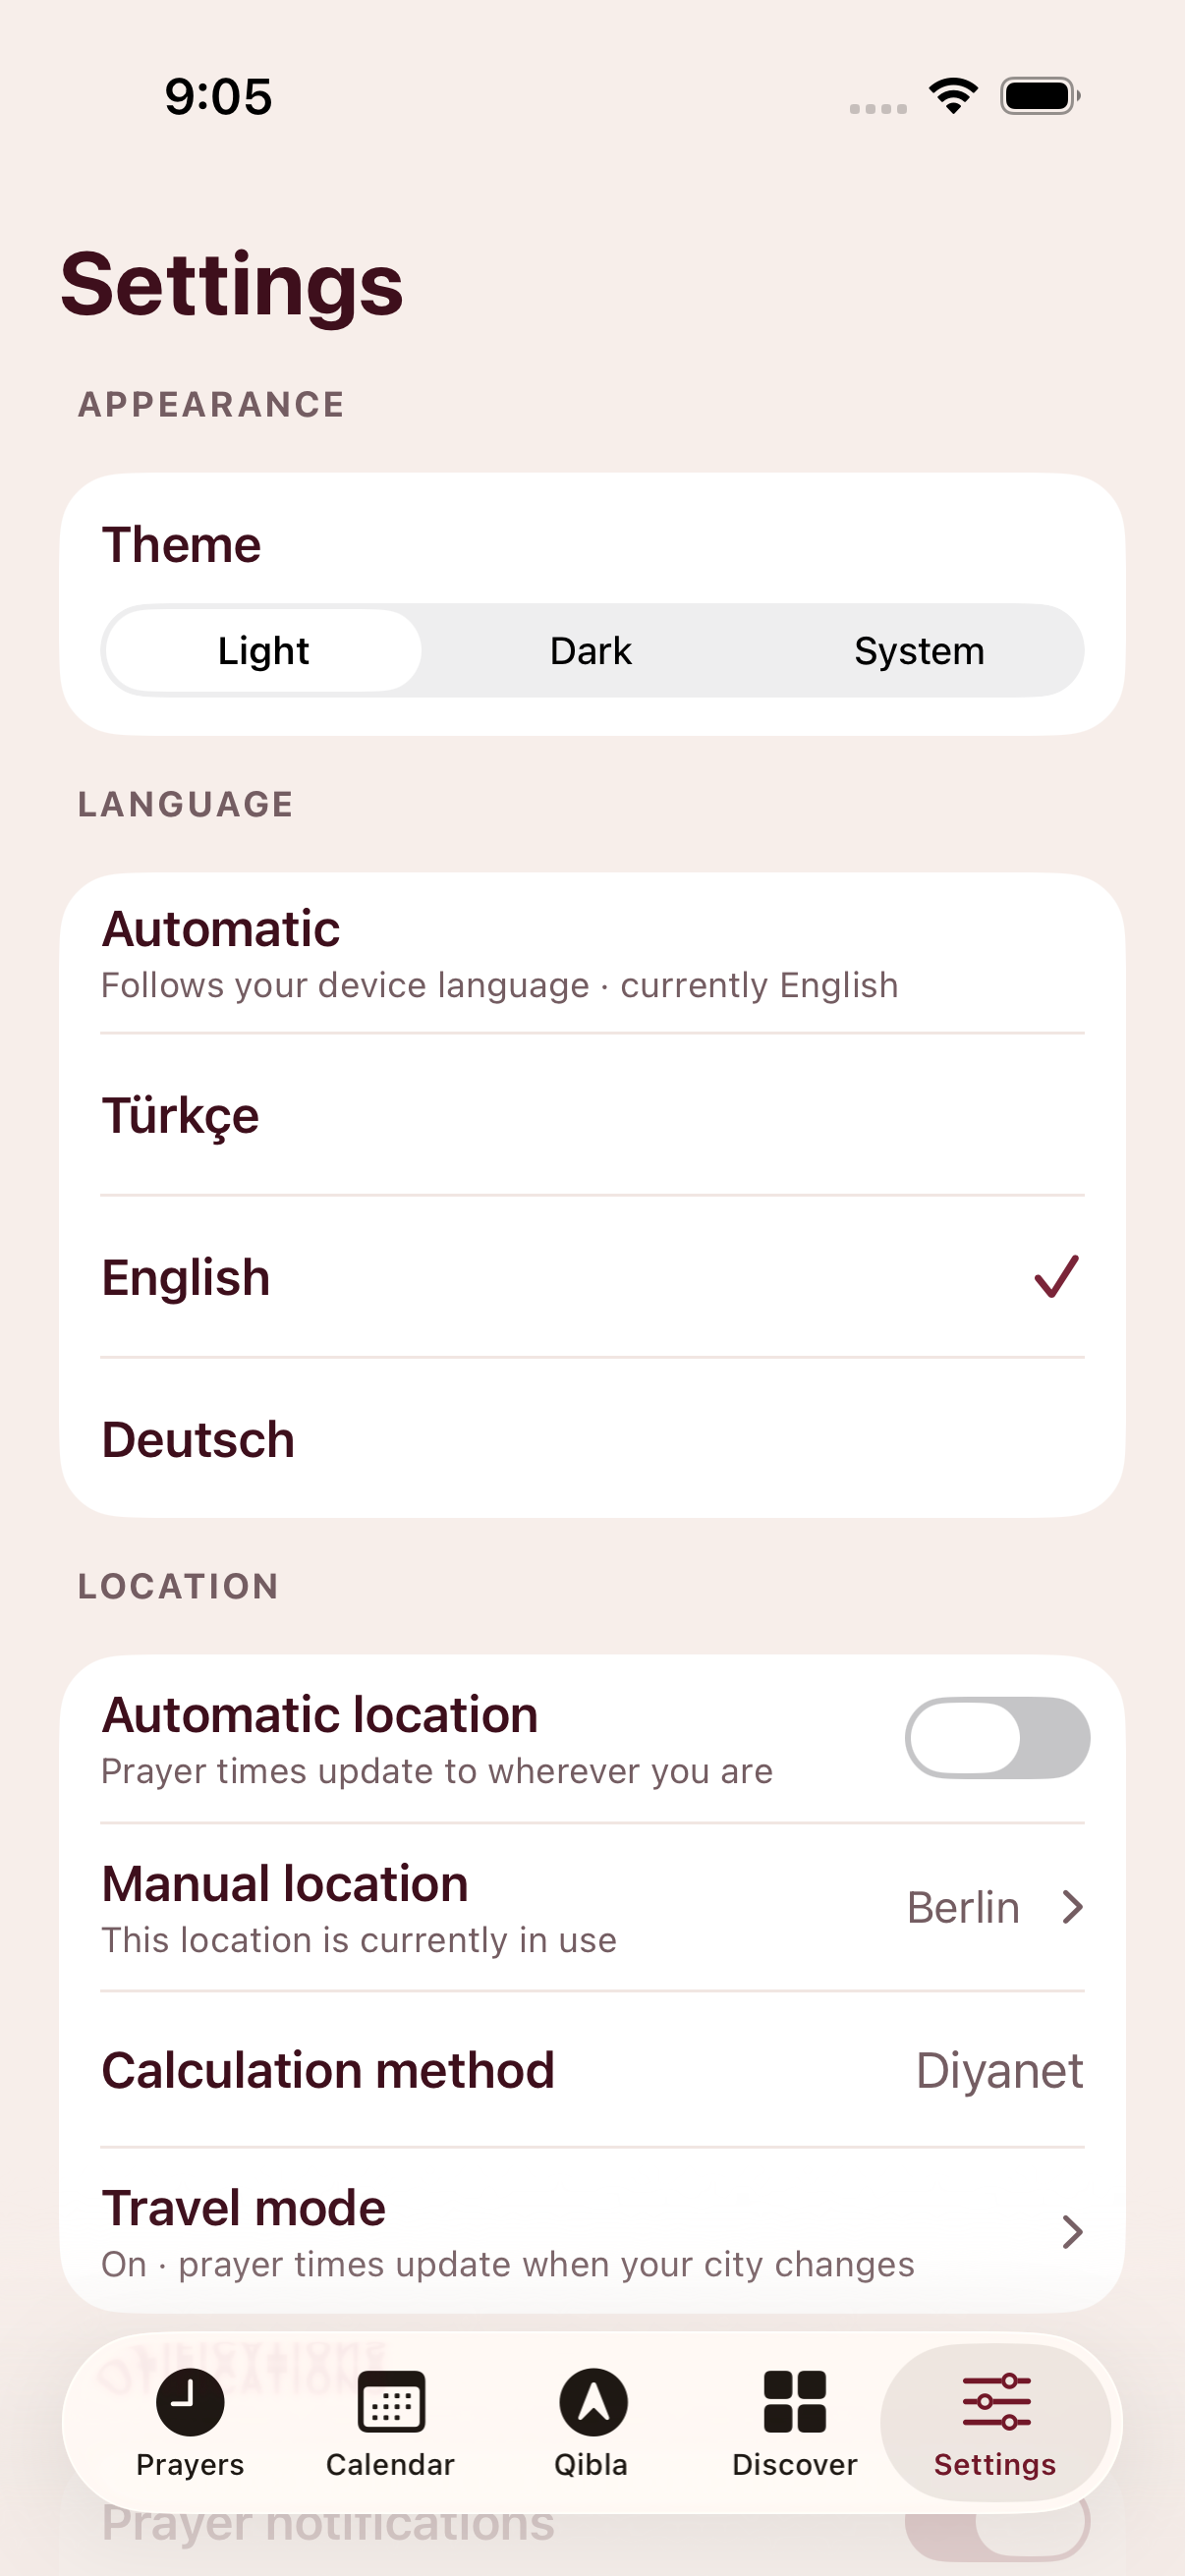 9:05
Settings
APPEARANCE
Theme
Light Dark System
LANGUAGE
Automatic
Follows your device language · currently English
Türkçe
English
Deutsch
LOCATION
Automatic location
Prayer times update to wherever you are
Manual location
This location is currently in use
Berlin
Calculation method
Diyanet
Travel mode
On · prayer times update when your city changes
Prayers Calendar Qibla Discover Settings
Prayer notifications